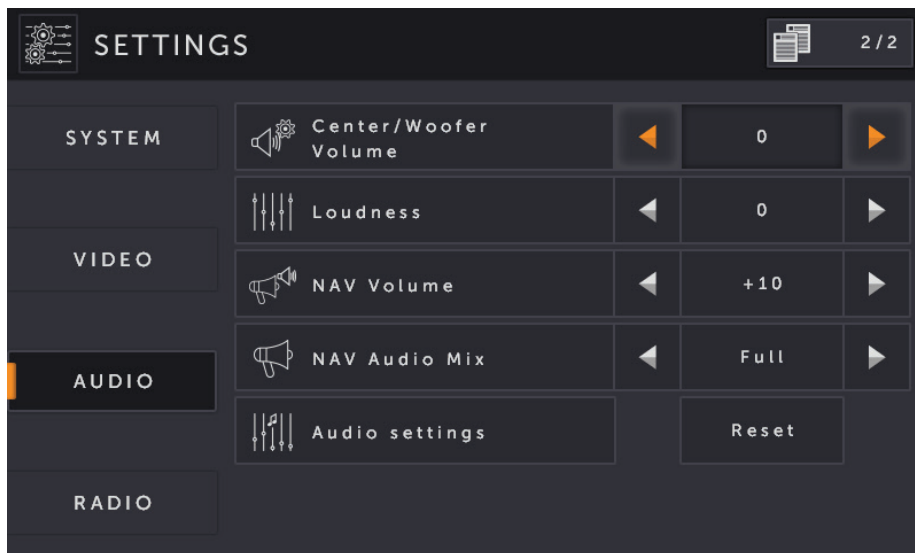 SETTINGS
2/2
SYSTEM
VIDEO
AUDIO
RADIO
Center/Woofer
Volume
0
Loudness
0
NAV Volume
+10
NAV Audio Mix
Full
Audio settings
Reset